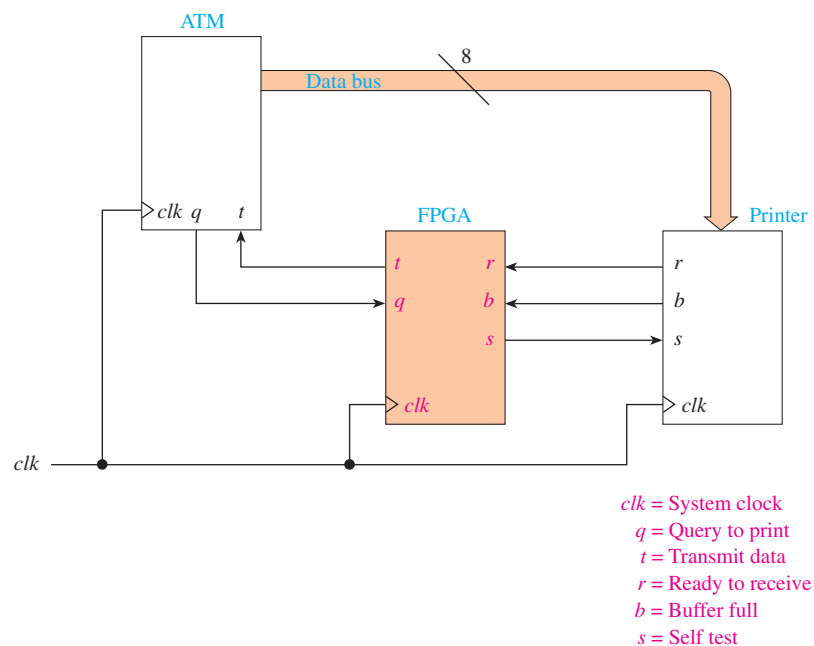 ATM
8
Data bus
clk q t
FPGA
Printer
t
r
r
q
b
b
s
s
clk
clk
clk
clk = System clock
q = Query to print
t = Transmit data
r = Ready to receive
b = Buffer full
s = Self test